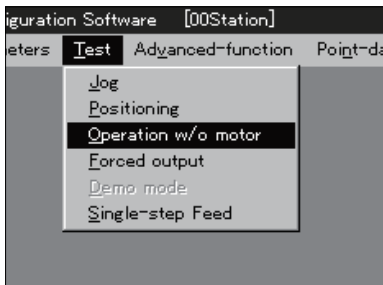 iguration Software [00Station]
eters Test Advanced-function Point-da
Jog
Positioning
Operation w/o motor
Forced output
Demo mode
Single-step Feed